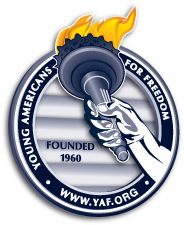 YOUNG AMERICANS
FOR FREEDOM
FOUNDED
1960
• WWW.YAF.ORG •